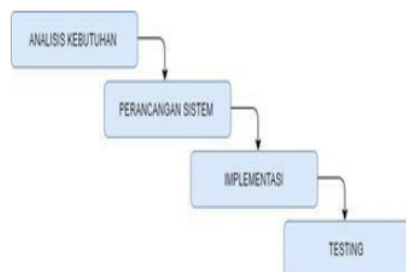 ANALISIS KEBUTUHAN
PERANCANGAN SISTEM
IMPLEMENTASI
TESTING